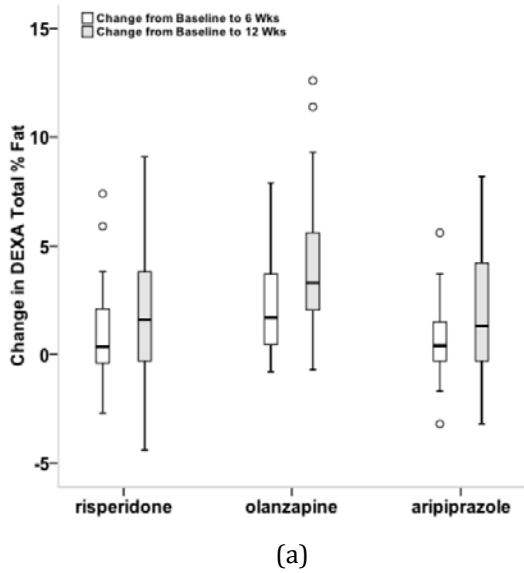 Change from Baseline to 6 Wks
Change from Baseline to 12 Wks
Change in DEXA Total % Fat
15
10
5
0
-5
risperidone olanzapine aripiprazole
(a)